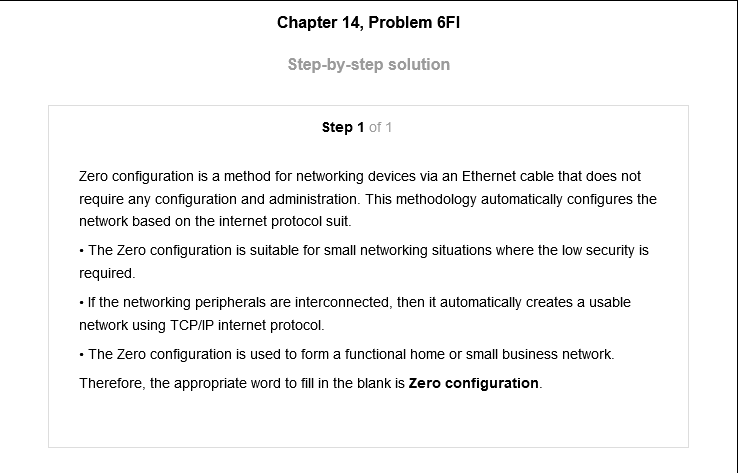 Chapter 14, Problem 6FI
Step-by-step solution
Step 1 of 1
Zero configuration is a method for networking devices via an Ethernet cable that does not
require any configuration and administration. This methodology automatically configures the
network based on the internet protocol suit.
• The Zero configuration is suitable for small networking situations where the low security is
required.
• If the networking peripherals are interconnected, then it automatically creates a usable
network using TCP/IP internet protocol.
• The Zero configuration is used to form a functional home or small business network.
Therefore, the appropriate word to fill in the blank is Zero configuration.